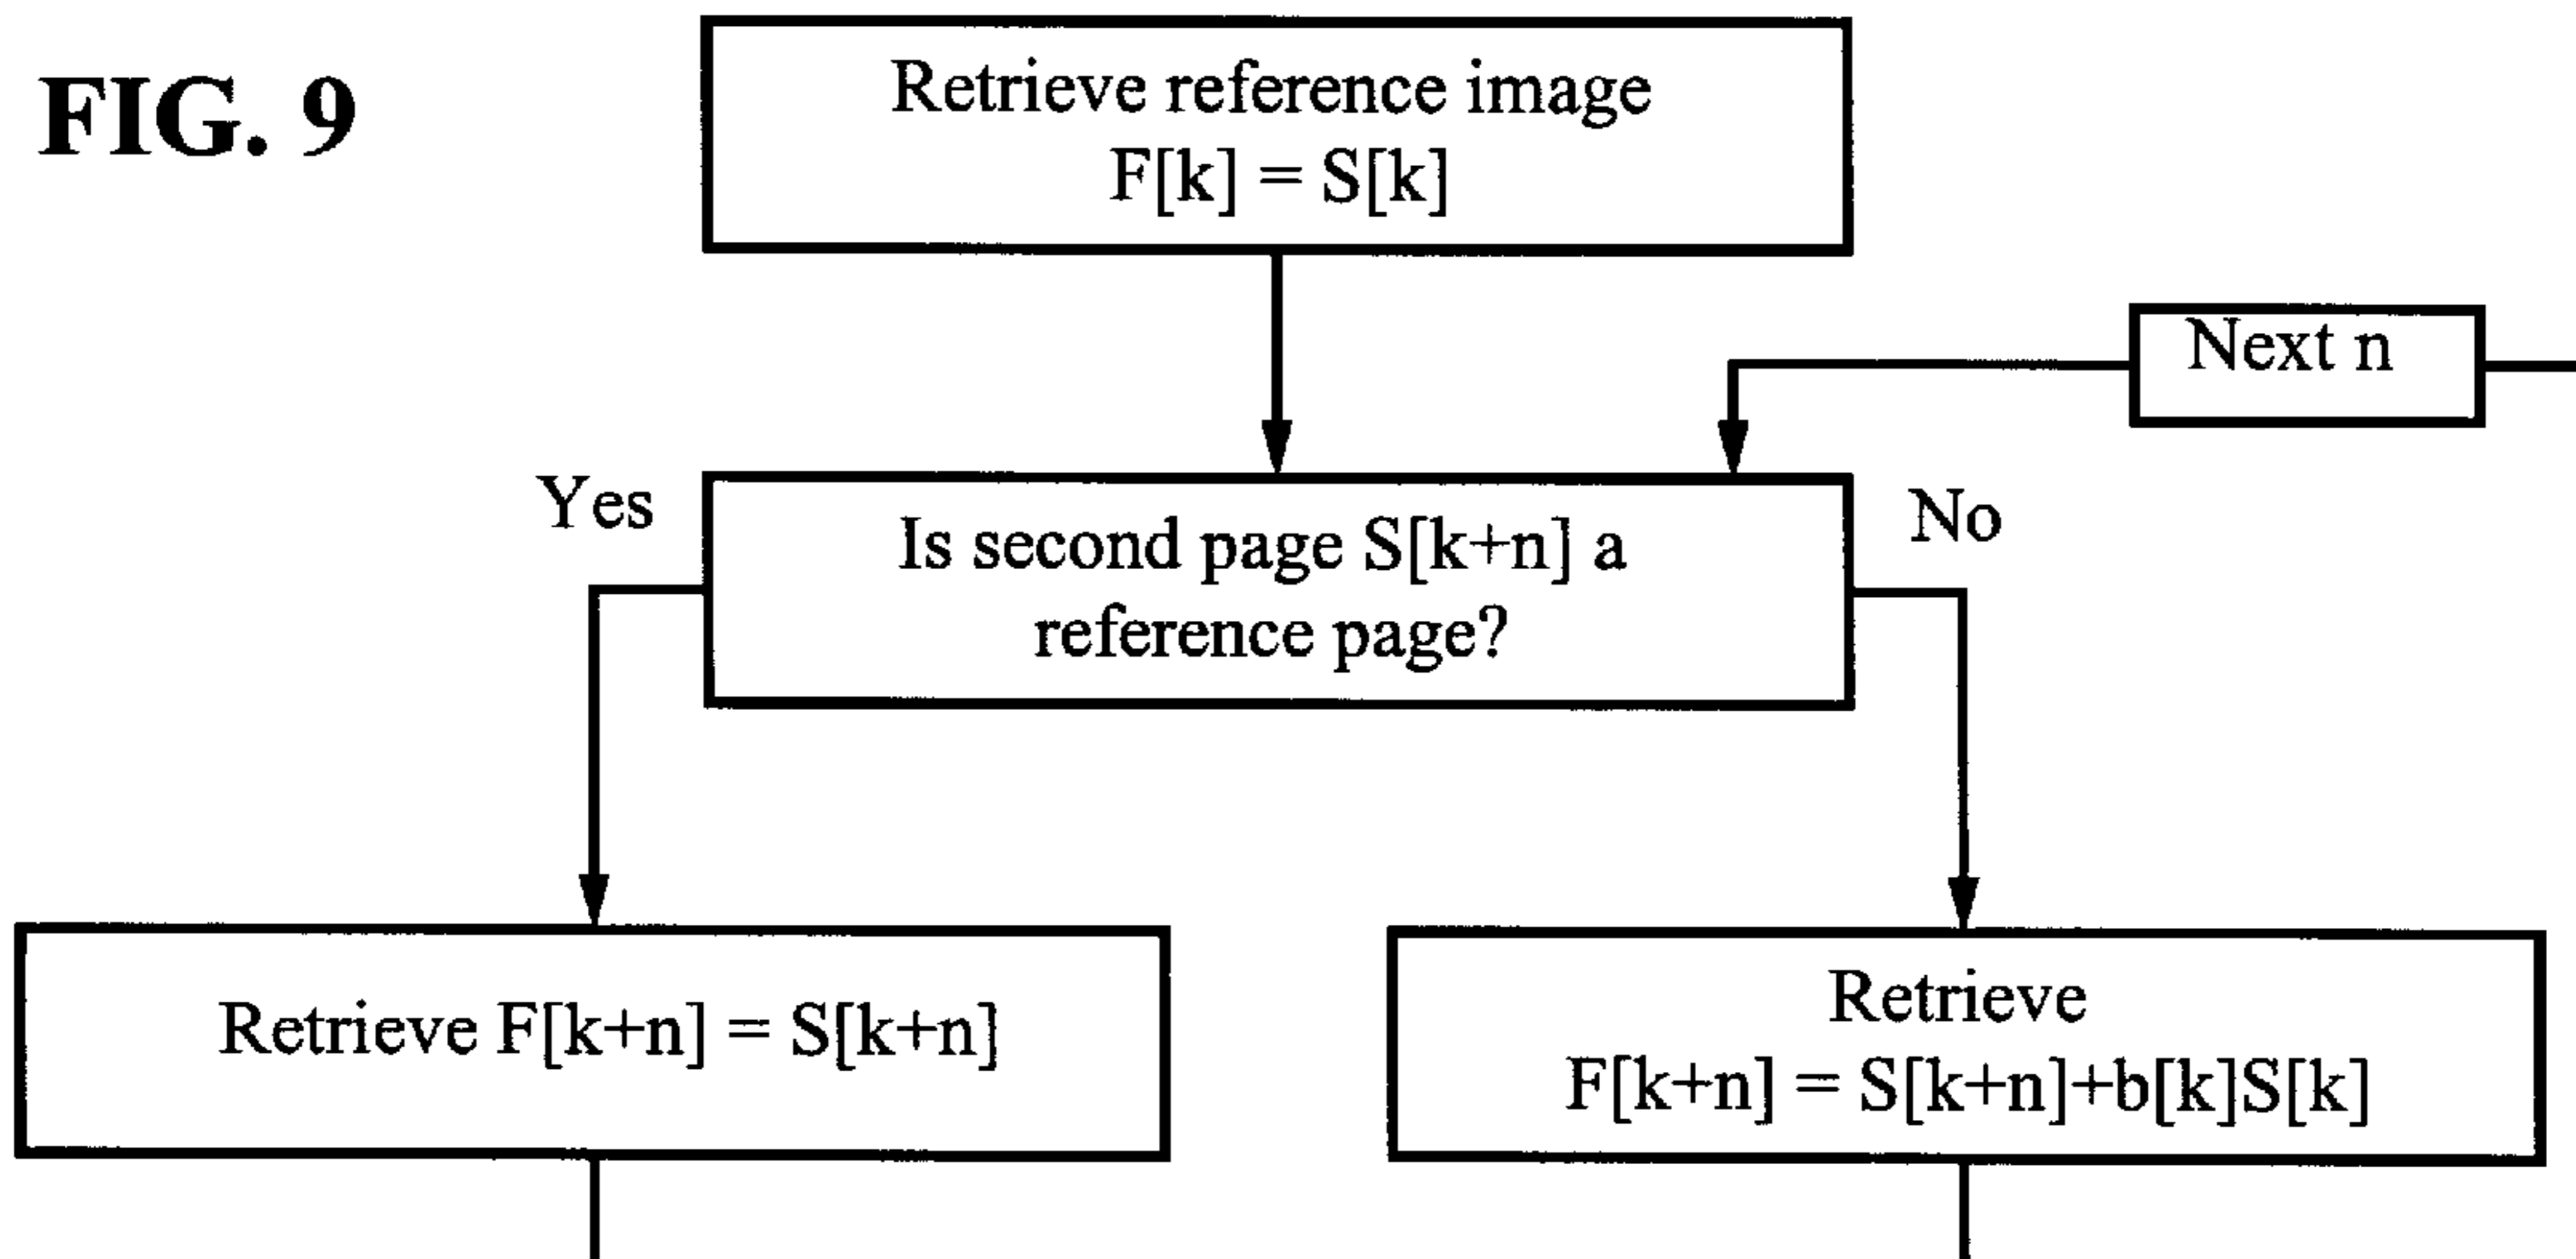 FIG. 9
Retrieve reference image
F[k] = S[k]
Next n
Yes
No
Is second page S[k+n] a
reference page?
Retrieve F[k+n] = S[k+n]
Retrieve
F[k+n] = S[k+n]+b[k]S[k]